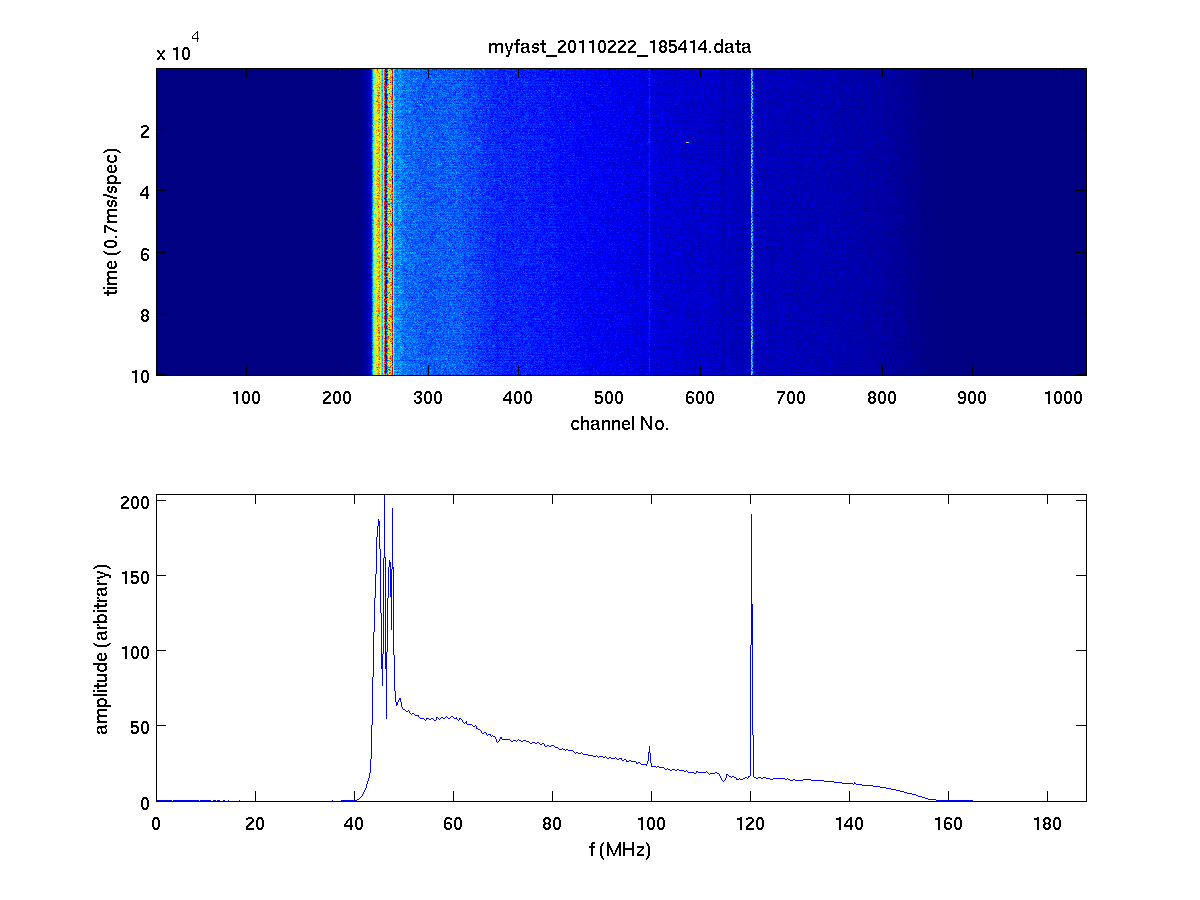 x 10^4
myfast_20110222_185414.data
time (0.7ms/spec)
2
4
6
8
10
100 200 300 400 500 600 700 800 900 1000
channel No.
amplitude (arbitrary)
200
150
100
50
0
0 20 40 60 80 100 120 140 160 180
f (MHz)